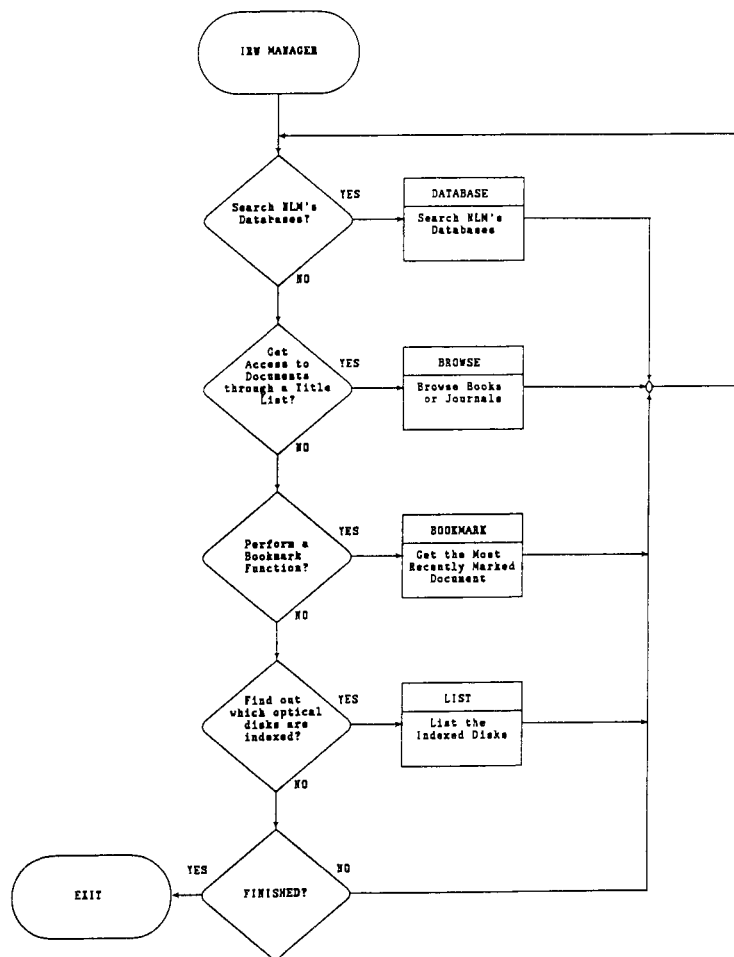 IRW MANAGER
Search NLM's
Databases?
YES
NO
DATABASE
Search NLM's
Databases
Get
Access to
Documents
through a Title
List?
YES
NO
BROWSE
Browse Books
or Journals
Perform a
Bookmark
Function?
YES
NO
BOOKMARK
Get the Most
Recently Marked
Document
Find out
which optical
disks are
indexed?
YES
NO
LIST
List the
Indexed Disks
FINISHED?
YES
NO
EXIT